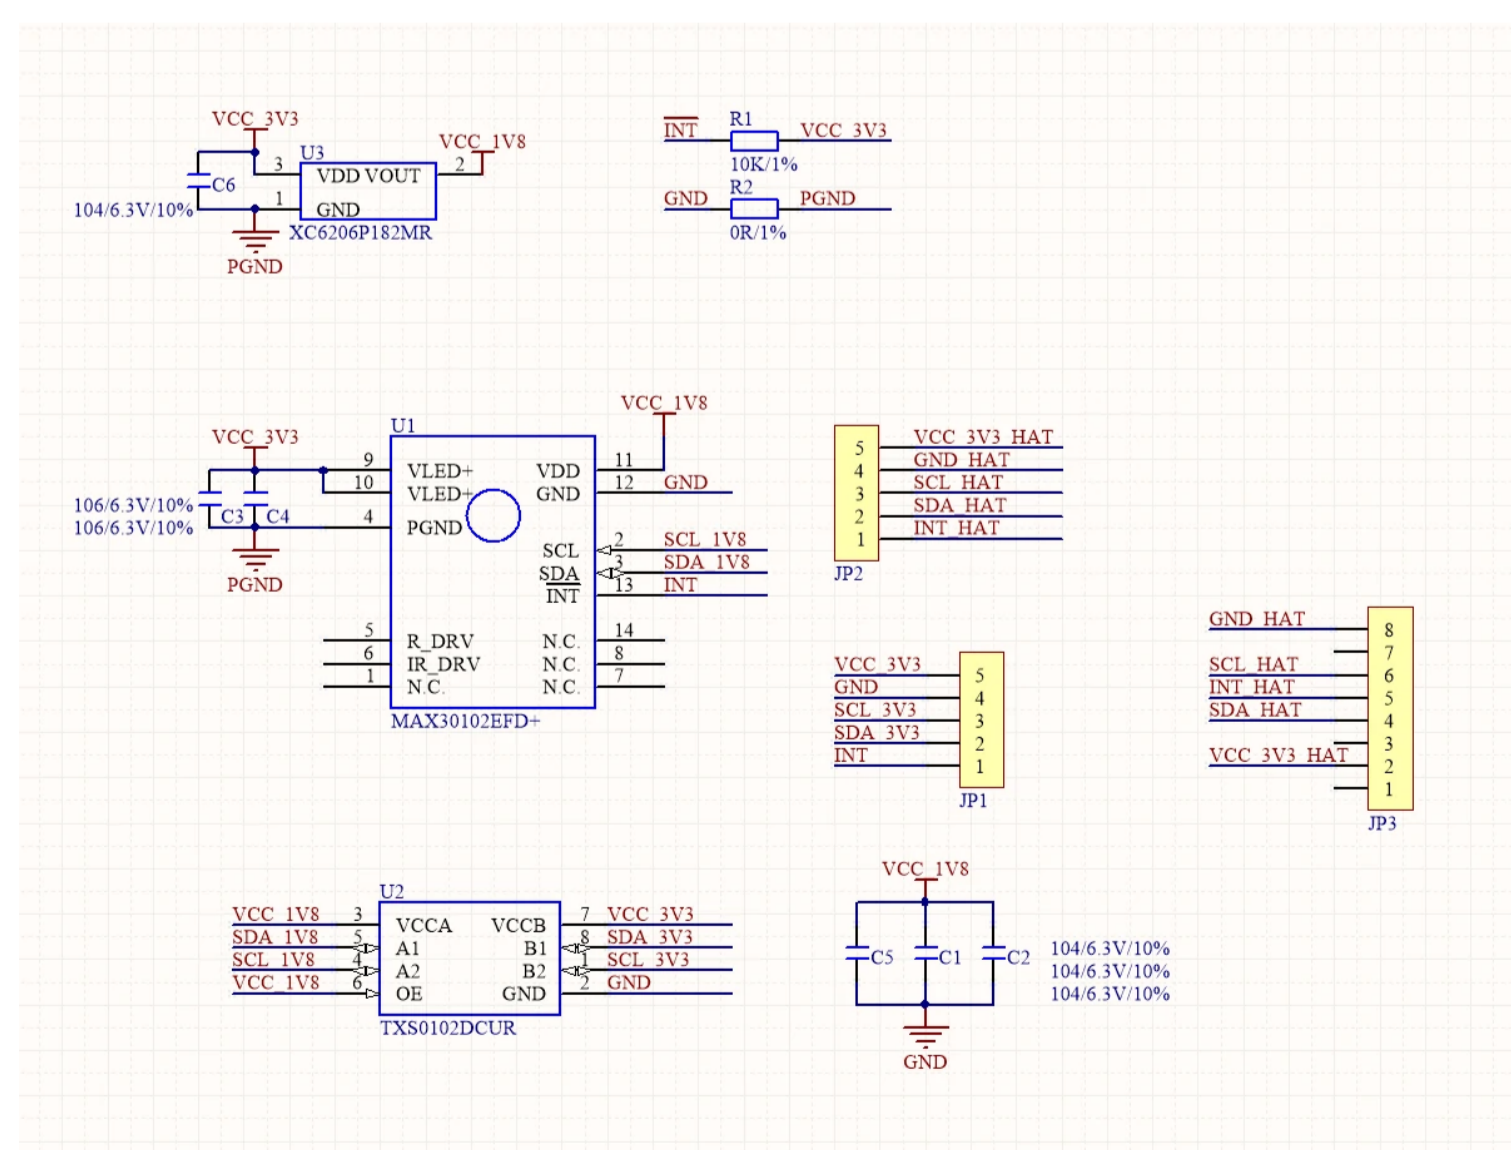 VCC_3V3
U3
3
VDD VOUT
2
VCC_1V8
C6
104/6.3V/10%
1
GND
XC6206P182MR
PGND
INT
R1
VCC_3V3
10K/1%
GND
R2
PGND
0R/1%
VCC_3V3
106/6.3V/10%
106/6.3V/10%
C3
C4
PGND
U1
VCC_1V8
9 VLED+ VDD 11
10 VLED+ GND 12 GND
4 PGND
SCL 2 SCL_1V8
SDA 3 SDA_1V8
INT 13 INT
5 R_DRV N.C. 14
6 IR_DRV N.C. 8
1 N.C. N.C. 7
MAX30102EFD+
5 VCC_3V3_HAT
4 GND_HAT
3 SCL_HAT
2 SDA_HAT
1 INT_HAT
JP2
VCC_3V3 5
GND 4
SCL_3V3 3
SDA_3V3 2
INT 1
JP1
GND_HAT 8
7
SCL_HAT 6
INT_HAT 5
SDA_HAT 4
3
VCC_3V3_HAT 2
1
JP3
U2
VCC_1V8 3 VCCA VCCB 7 VCC_3V3
SDA_1V8 5 A1 B1 8 SDA_3V3
SCL_1V8 4 A2 B2 1 SCL_3V3
VCC_1V8 6 OE GND 2 GND
TXS0102DCUR
VCC_1V8
C5
C1
C2
104/6.3V/10%
104/6.3V/10%
104/6.3V/10%
GND